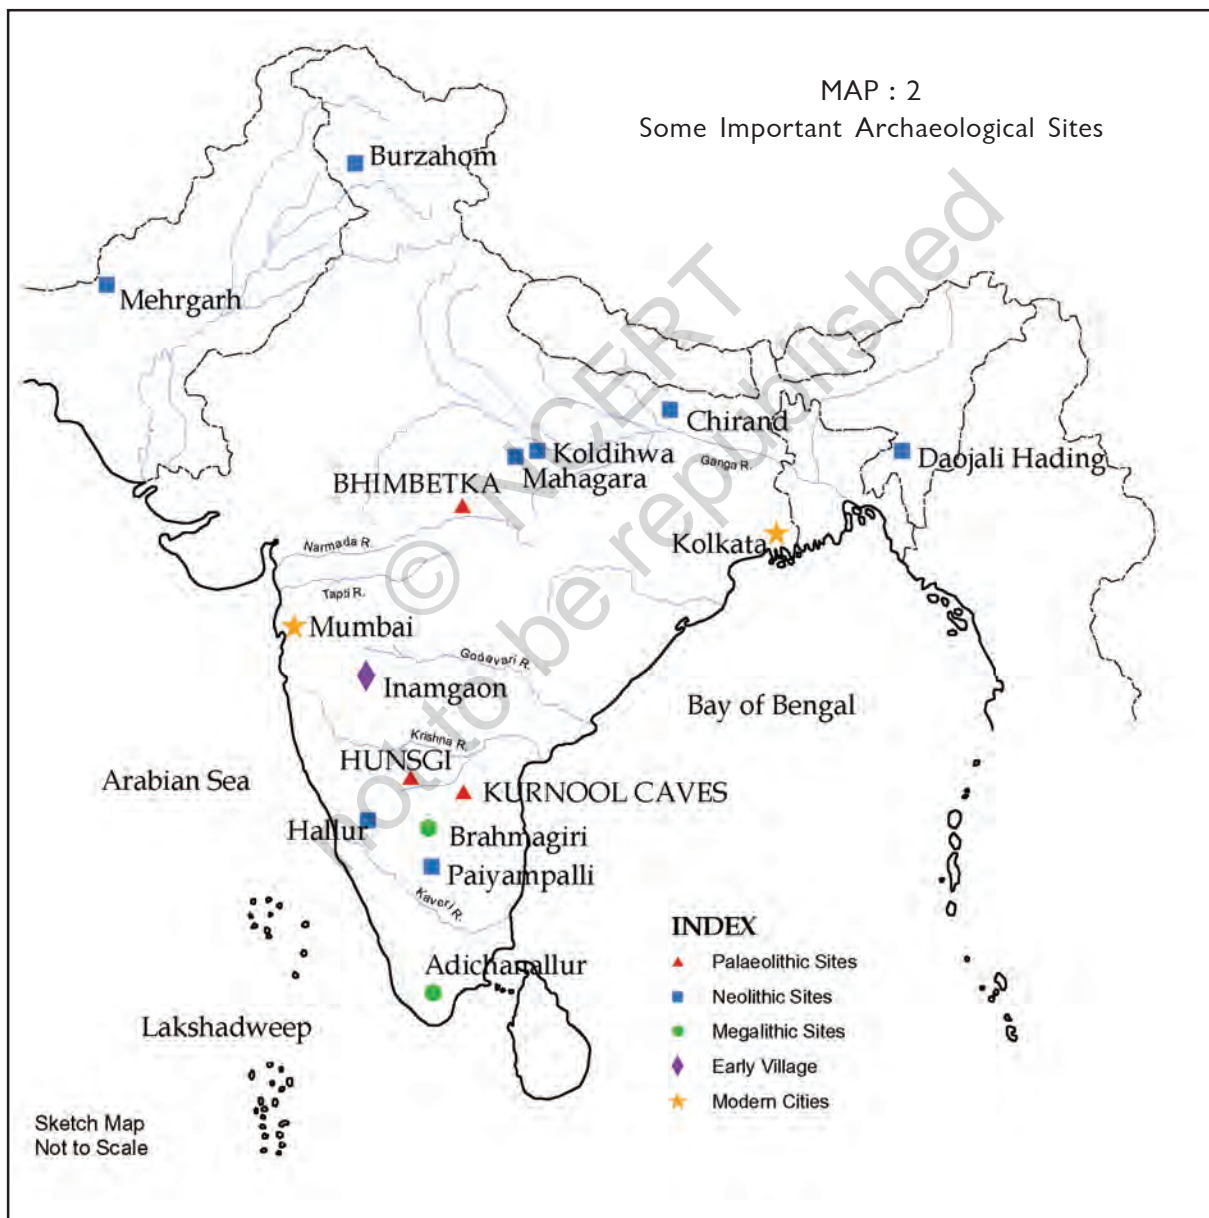 MAP : 2
Some Important Archaeological Sites
Burzahom
Mehrgarh
Chirand
Koldihwa
Mahagara
Ganga R.
Daojali Hading
BHIMBETKA
Kolkata
Narmada R.
Tapti R.
Mumbai
Godavari R.
Inamgaon
Bay of Bengal
Krishna R.
HUNSGI
Arabian Sea
KURNOOL CAVES
Hallur
Brahmagiri
Paiyampalli
Kaveri R.
Adichanallur
Lakshadweep
INDEX
Palaeolithic Sites
Neolithic Sites
Megalithic Sites
Early Village
Modern Cities
Sketch Map
Not to Scale
© NCERT
not to be republished